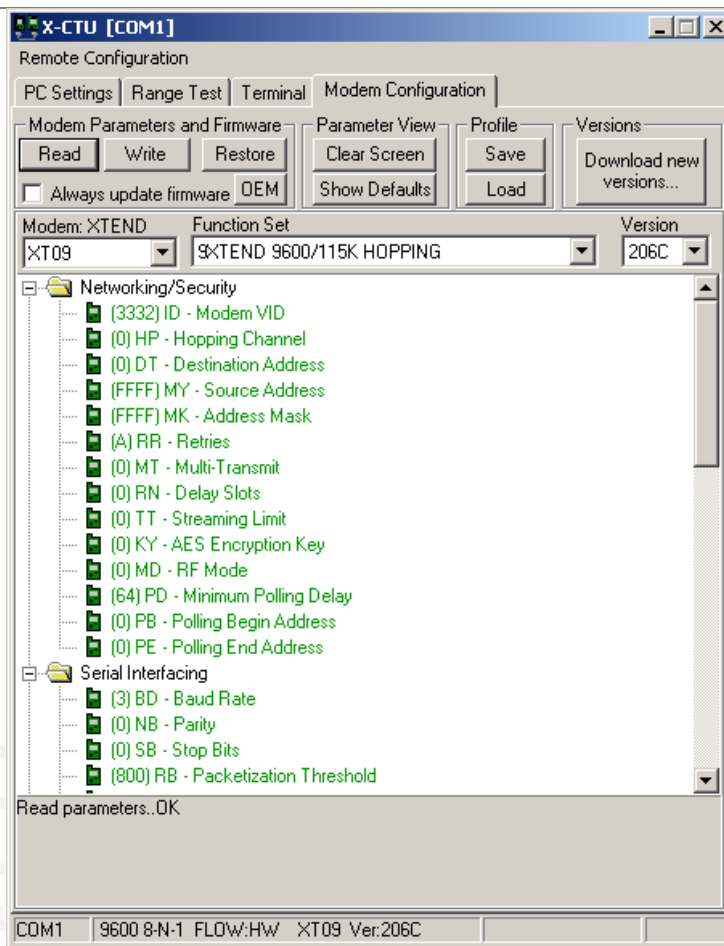 X-CTU [COM1]
Remote Configuration
PC Settings Range Test Terminal Modem Configuration
Modem Parameters and Firmware Parameter View Profile Versions
Read Write Restore Clear Screen Save Download new versions...
Always update firmware OEM Show Defaults Load
Modem: XTEND Function Set Version
XT09 9XTEND 9600/115K HOPPING 206C
Networking/Security
(3332) ID - Modem VID
(0) HP - Hopping Channel
(0) DT - Destination Address
(FFFF) MY - Source Address
(FFFF) MK - Address Mask
(A) RR - Retries
(0) MT - Multi-Transmit
(0) RN - Delay Slots
(0) TT - Streaming Limit
(0) KY - AES Encryption Key
(0) MD - RF Mode
(64) PD - Minimum Polling Delay
(0) PB - Polling Begin Address
(0) PE - Polling End Address
Serial Interfacing
(3) BD - Baud Rate
(0) NB - Parity
(0) SB - Stop Bits
(800) RB - Packetization Threshold
Read parameters..OK
COM1 9600 8-N-1 FLOW:HW XT09 Ver:206C